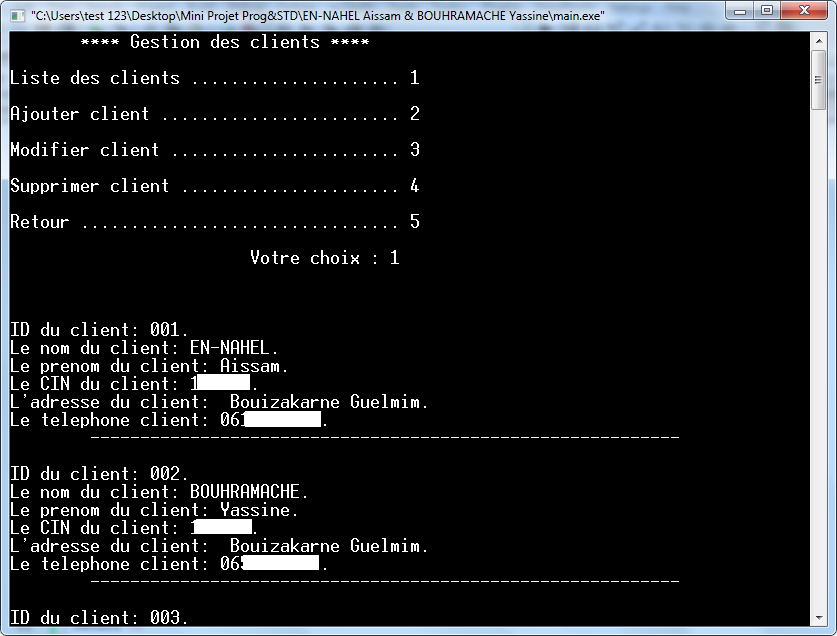 "C:\Users\test 123\Desktop\Mini Projet Prog&STD\EN-NAHEL Aissam & BOUHRAMACHE Yassine\main.exe"
**** Gestion des clients ****
Liste des clients ..................... 1
Ajouter client ........................ 2
Modifier client ....................... 3
Supprimer client ...................... 4
Retour ................................ 5
Votre choix : 1
ID du client: 001.
Le nom du client: EN-NAHEL.
Le prenom du client: Aissam.
Le CIN du client: 1 .
L'adresse du client:  Bouizakarne Guelmim.
Le telephone client: 061 .
-----------------------------------------------------------
ID du client: 002.
Le nom du client: BOUHRAMACHE.
Le prenom du client: Yassine.
Le CIN du client: 1 .
L'adresse du client:  Bouizakarne Guelmim.
Le telephone client: 06 .
-----------------------------------------------------------
ID du client: 003.